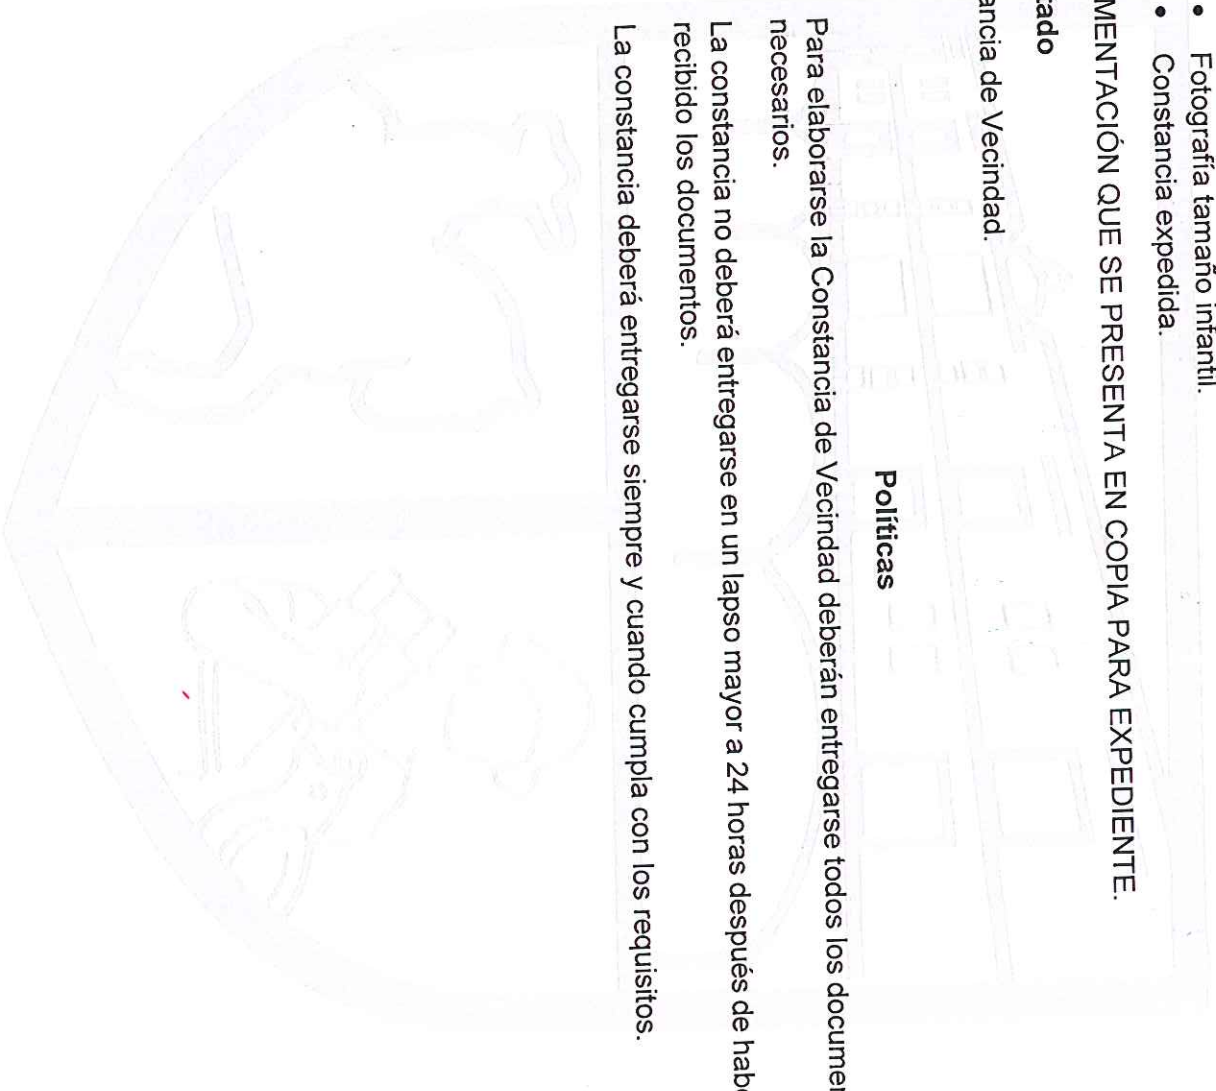 • Fotografía tamaño infantil.
• Constancia expedida.
MENTACIÓN QUE SE PRESENTA EN COPIA PARA EXPEDIENTE.
tado
ancia de Vecindad.
Políticas
Para elaborarse la Constancia de Vecindad deberán entregarse todos los documen
necesarios.
La constancia no deberá entregarse en un lapso mayor a 24 horas después de habe
recibido los documentos.
La constancia deberá entregarse siempre y cuando cumpla con los requisitos.